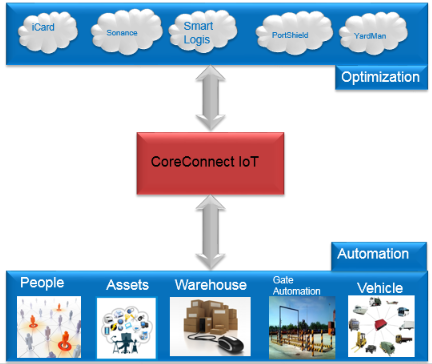 iCard
Sonance
Smart
Logis
PortShield
YardMan
Optimization
CoreConnect IoT
Automation
People
Assets
Warehouse
Gate
Automation
Vehicle